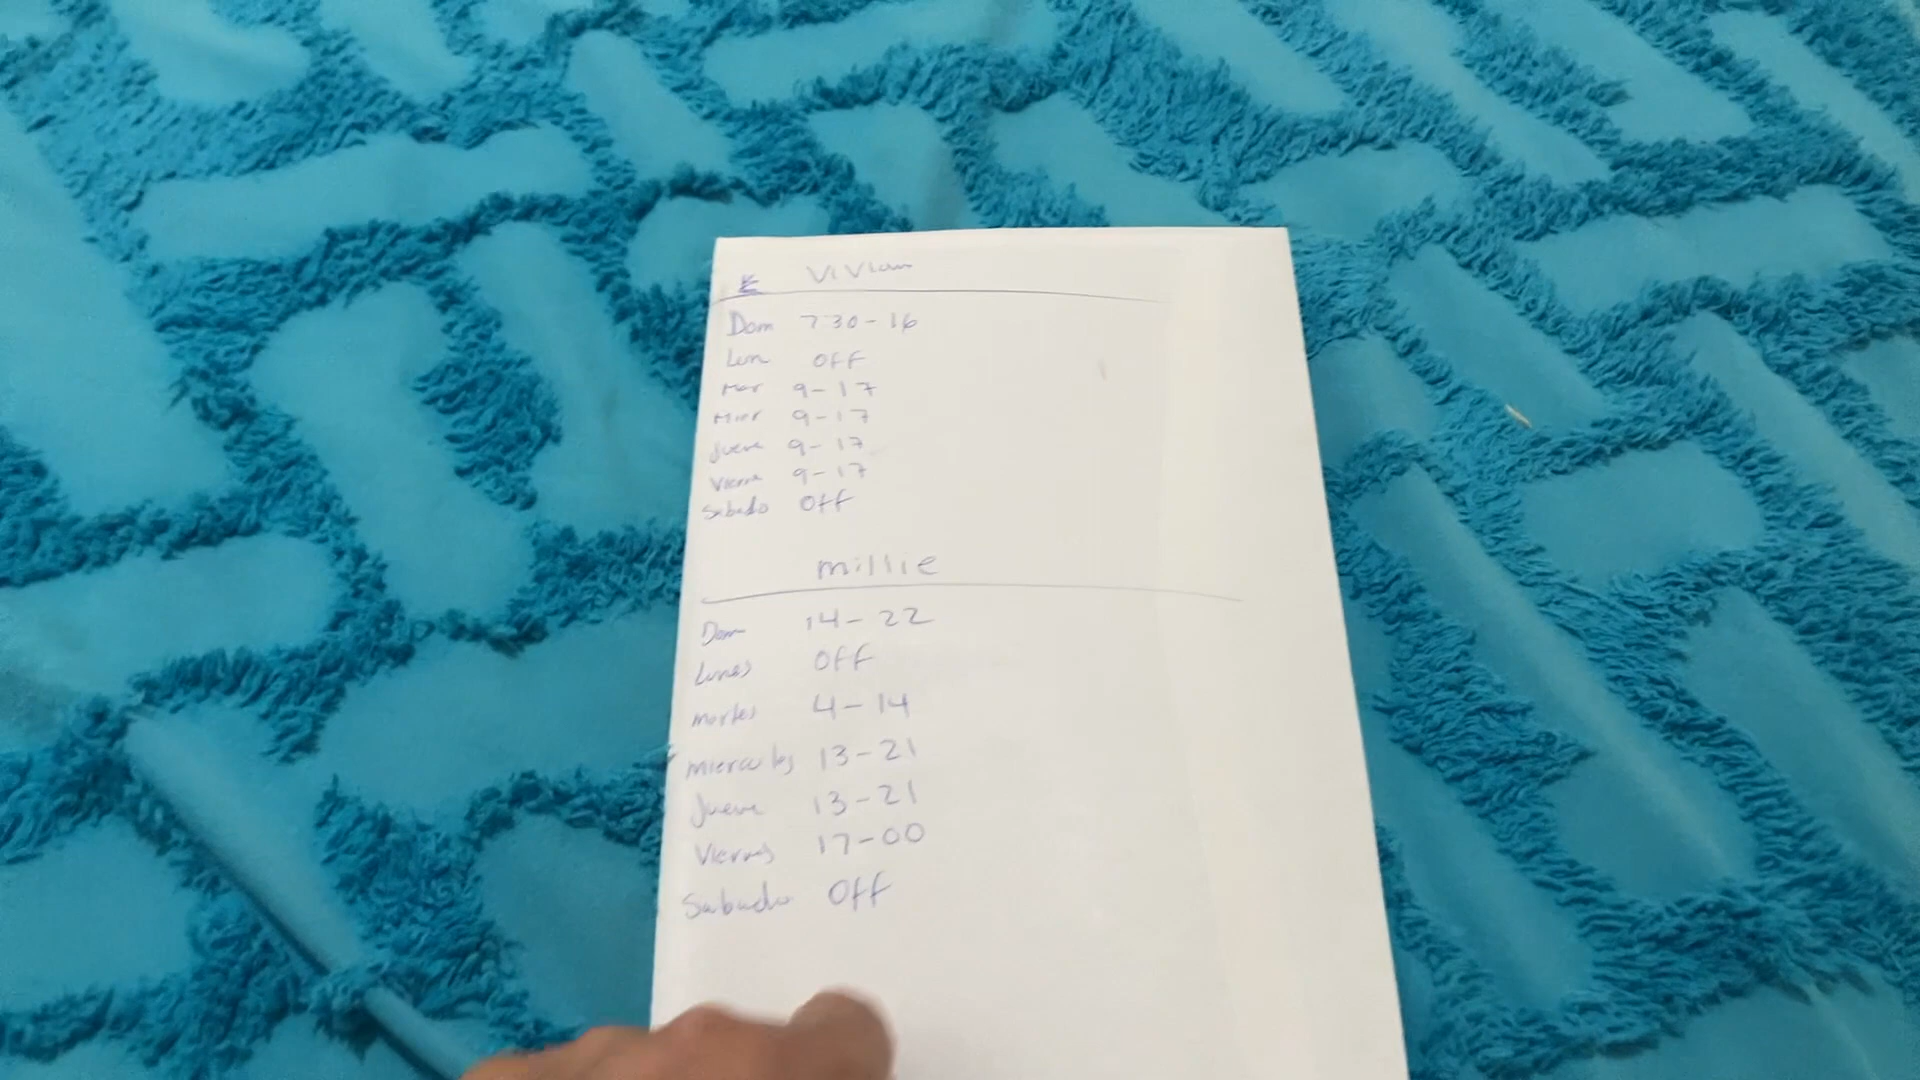 Vivian
Dom 730-16
Lun Off
Mar 9-17
Mier 9-17
Jueve 9-17
Vierne 9-17
Sabado Off
millie
Dom 14-22
Lunes Off
martes 4-14
miercoles 13-21
Jueve 13-21
Viernes 17-00
Sabado Off